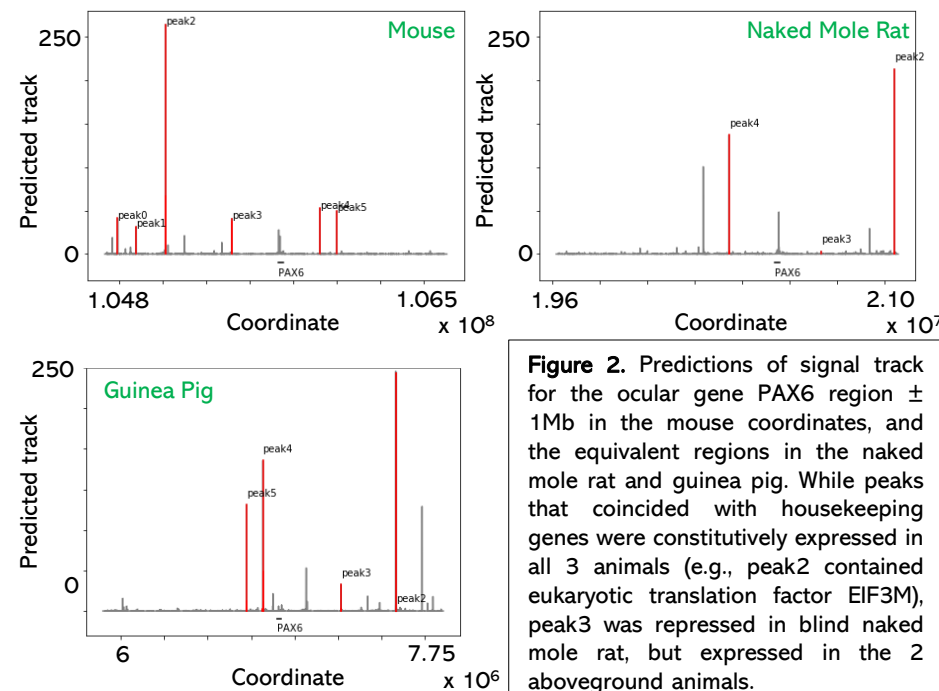 Mouse
250
0
Predicted track
peak0
peak1
peak2
peak3
peak4
peak5
PAX6
1.048
1.065
x 10⁸
Coordinate
Naked Mole Rat
250
0
Predicted track
peak4
peak3
peak2
PAX6
1.96
2.10
x 10⁷
Coordinate
Guinea Pig
250
0
Predicted track
peak5
peak4
peak3
peak2
PAX6
6
7.75
x 10⁶
Coordinate
Figure 2. Predictions of signal track
for the ocular gene PAX6 region ±
1Mb in the mouse coordinates, and
the equivalent regions in the naked
mole rat and guinea pig. While peaks
that coincided with housekeeping
genes were constitutively expressed in
all 3 animals (e.g., peak2 contained
eukaryotic translation factor EIF3M),
peak3 was repressed in blind naked
mole rat, but expressed in the 2
aboveground animals.